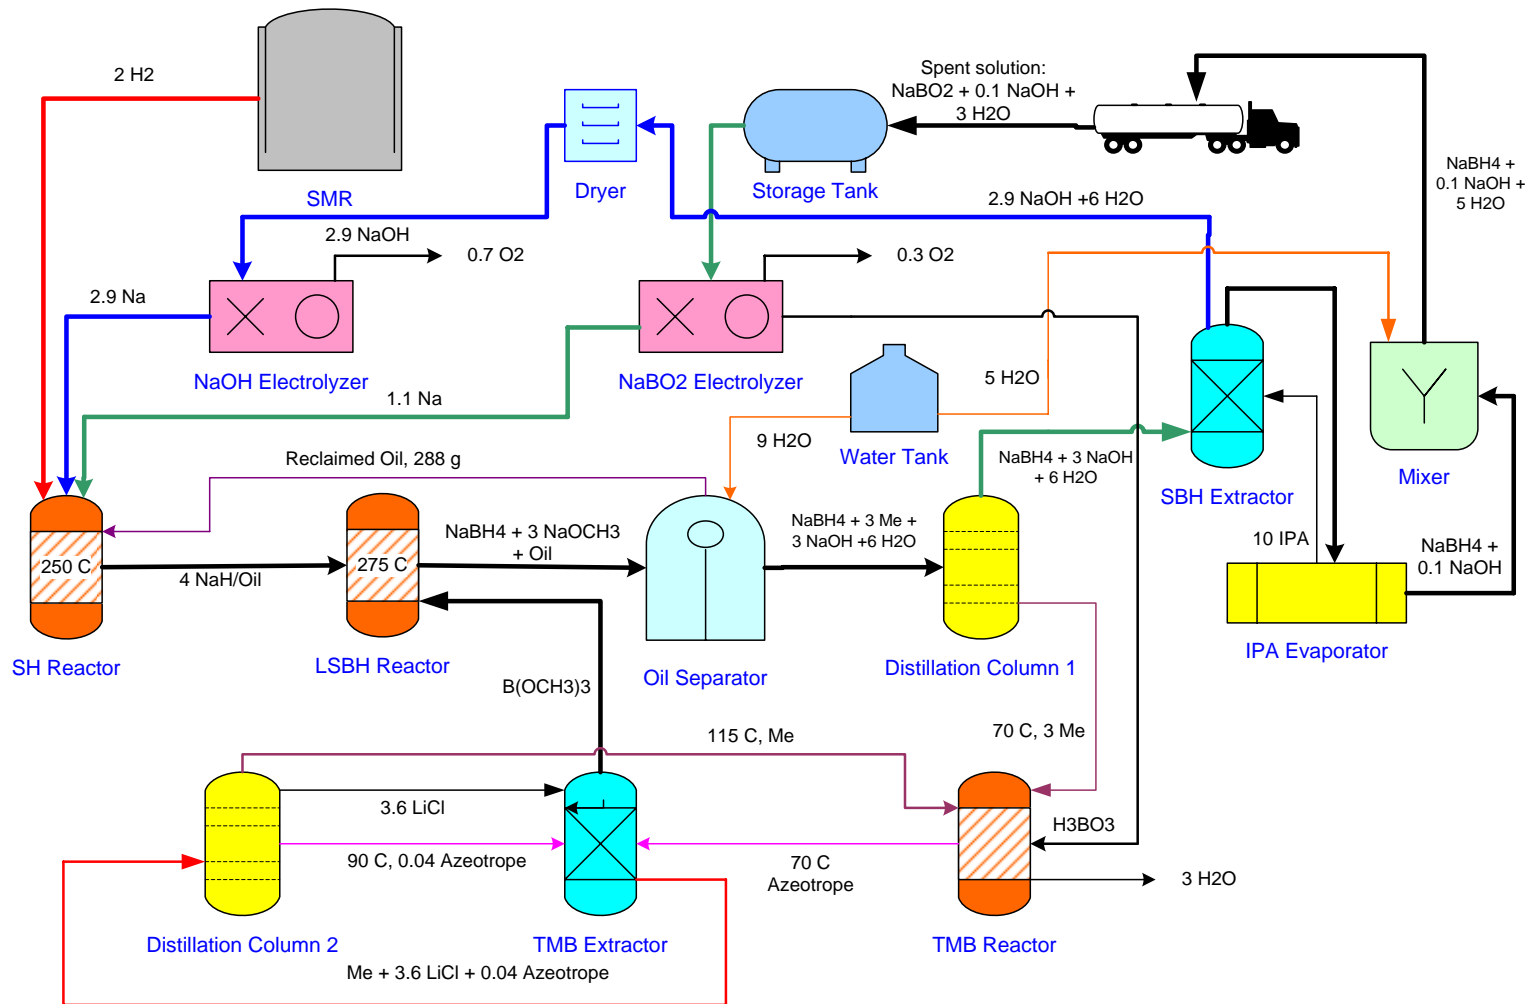 2 H2
SMR
Dryer
Spent solution:
NaBO2 + 0.1 NaOH +
3 H2O
Storage Tank
NaBH4 +
0.1 NaOH +
5 H2O
2.9 NaOH +6 H2O
2.9 NaOH
0.7 O2
0.3 O2
2.9 Na
NaOH Electrolyzer
NaBO2 Electrolyzer
1.1 Na
5 H2O
9 H2O
Water Tank
NaBH4 + 3 NaOH
+ 6 H2O
SBH Extractor
Mixer
Reclaimed Oil, 288 g
250 C
4 NaH/Oil
275 C
NaBH4 + 3 NaOCH3
+ Oil
NaBH4 + 3 Me +
3 NaOH +6 H2O
10 IPA
NaBH4 +
0.1 NaOH
SH Reactor
LSBH Reactor
Oil Separator
Distillation Column 1
IPA Evaporator
B(OCH3)3
115 C, Me
70 C, 3 Me
3.6 LiCl
H3BO3
90 C, 0.04 Azeotrope
70 C
Azeotrope
3 H2O
Distillation Column 2
TMB Extractor
TMB Reactor
Me + 3.6 LiCl + 0.04 Azeotrope